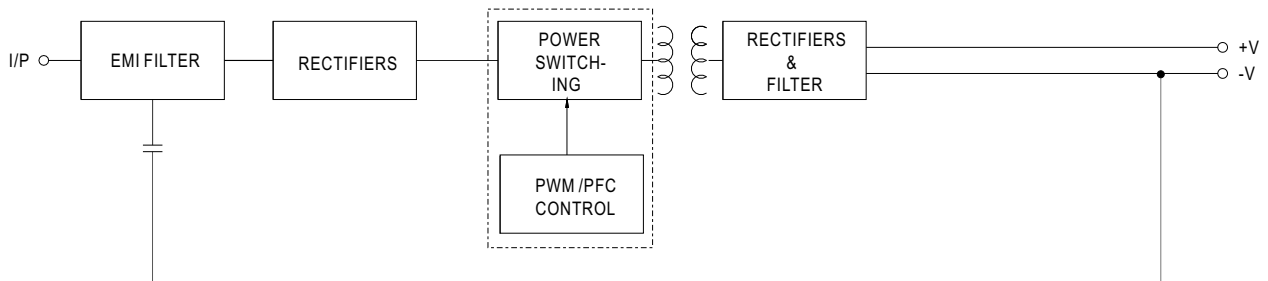 I/P
EMI FILTER
RECTIFIERS
POWER
SWITCH-
ING
RECTIFIERS
&
FILTER
+V
-V
PWM /PFC
CONTROL